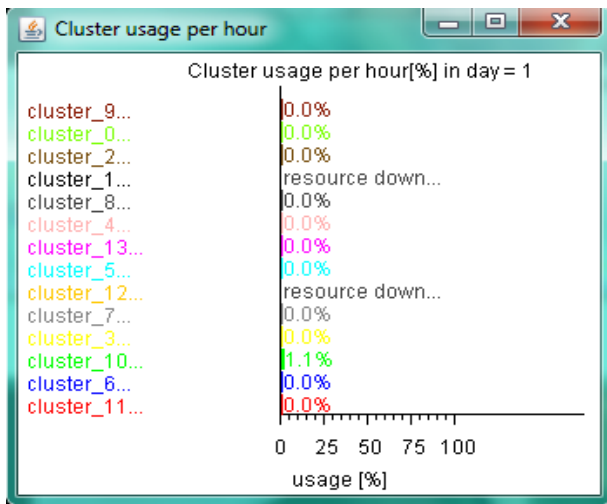 Cluster usage per hour
Cluster usage per hour[%] in day = 1
cluster_9... 0.0%
cluster_0... 0.0%
cluster_2... 0.0%
cluster_1... resource down...
cluster_8... 0.0%
cluster_4... 0.0%
cluster_13... 0.0%
cluster_5... 0.0%
cluster_12... resource down...
cluster_7... 0.0%
cluster_3... 0.0%
cluster_10... 1.1%
cluster_6... 0.0%
cluster_11... 0.0%
0 25 50 75 100
usage [%]